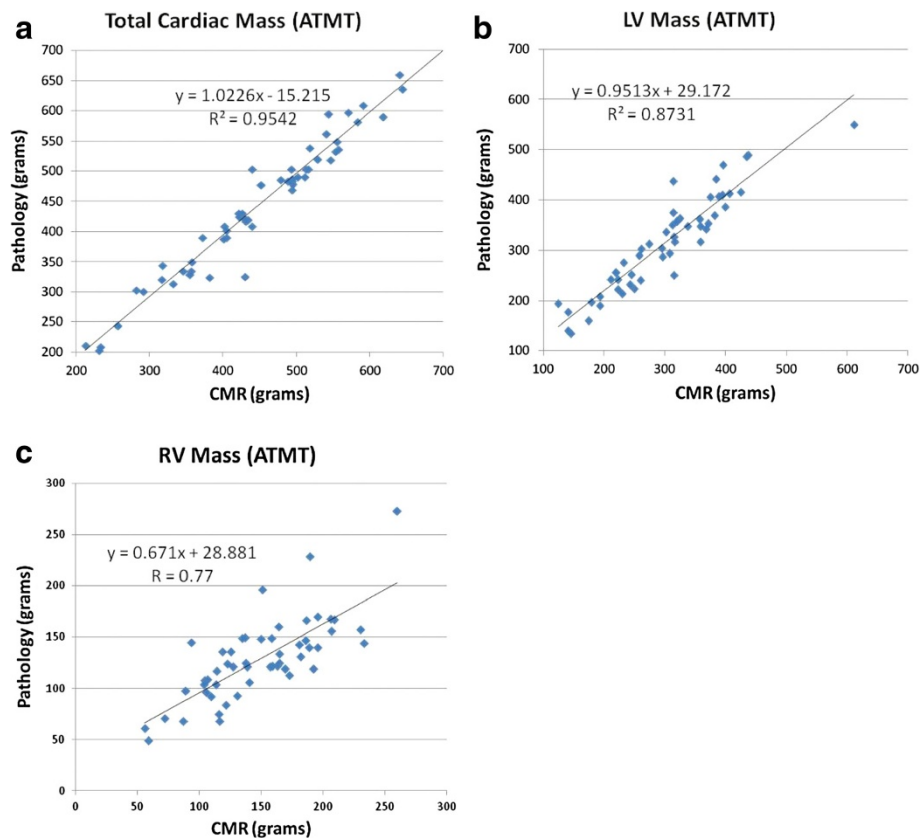 a
Total Cardiac Mass (ATMT)
700
650
600
550
500
450
400
350
300
250
200
y = 1.0226x - 15.215
R² = 0.9542
Pathology (grams)
200 300 400 500 600 700
CMR (grams)
b
LV Mass (ATMT)
700
600
500
400
300
200
100
y = 0.9513x + 29.172
R² = 0.8731
Pathology (grams)
100 200 300 400 500 600 700
CMR (grams)
c
RV Mass (ATMT)
300
250
200
150
100
50
0
y = 0.671x + 28.881
R = 0.77
Pathology (grams)
0 50 100 150 200 250 300
CMR (grams)